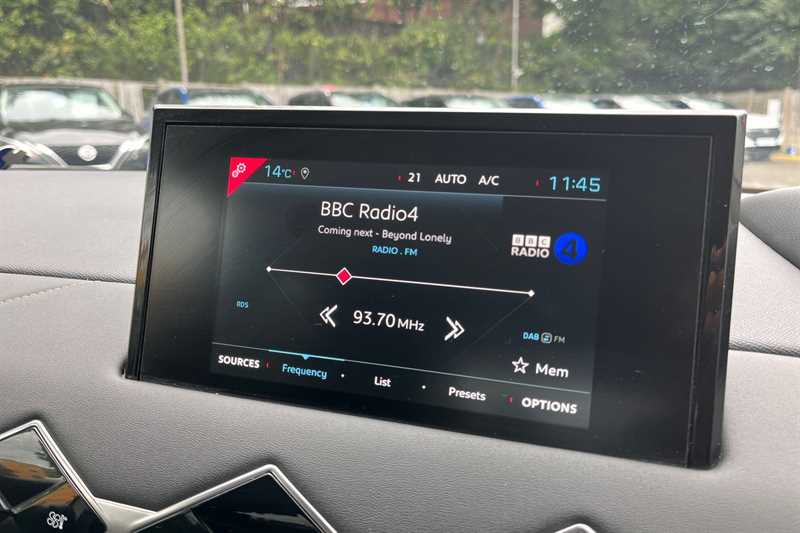 14°C 21 AUTO A/C 11:45
BBC Radio4
Coming next - Beyond Lonely
RADIO . FM
BBC
RADIO 4
93.70 MHz
RDS
DAB FM
Mem
SOURCES Frequency List Presets OPTIONS